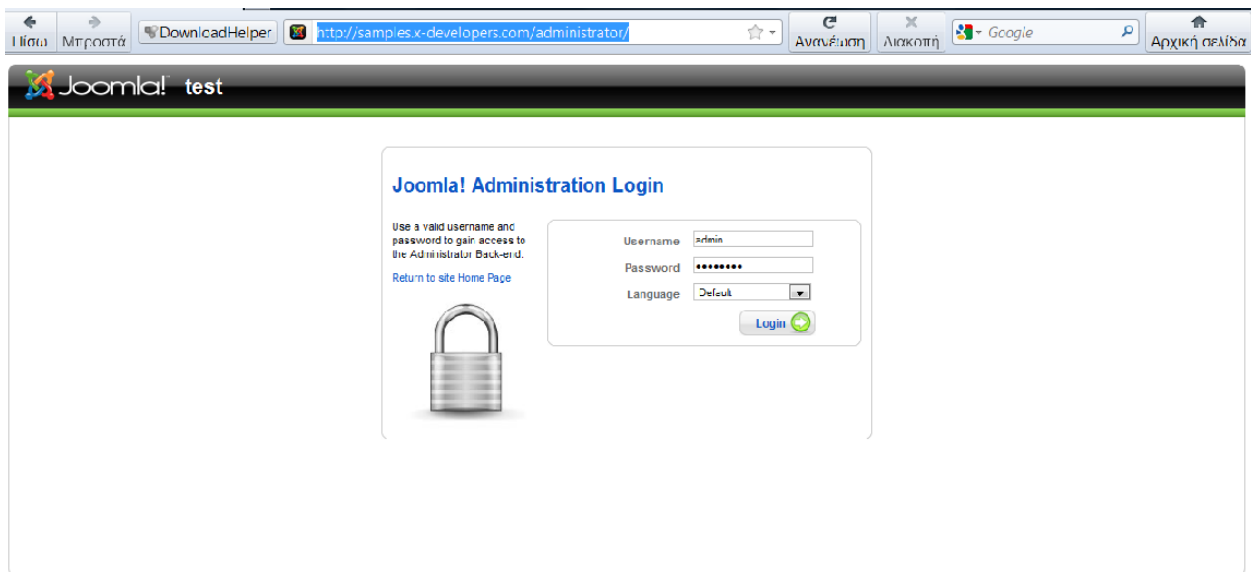 Πίσω Μπροστά DownloadHelper http://samples.x-developers.com/administrator/ Ανανέωση Διακοπή Google Αρχική σελίδα
Joomla! test
Joomla! Administration Login
Use a valid username and
password to gain access to
the Administrator Back-end.
Return to site Home Page
Username admin
Password ••••••••
Language Default
Login